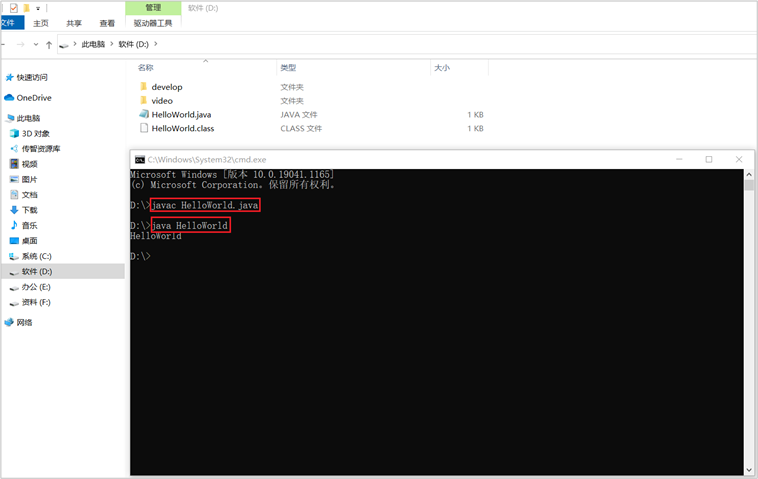 管理
软件 (D:)
文件
主页
共享
查看
驱动器工具
此电脑
软件 (D:)
名称
类型
大小
快速访问
OneDrive
此电脑
3D 对象
传智资源库
视频
图片
文档
下载
音乐
桌面
系统 (C:)
软件 (D:)
办公 (E:)
资料 (F:)
网络
develop 文件夹
video 文件夹
HelloWorld.java JAVA 文件 1 KB
HelloWorld.class CLASS 文件 1 KB
C:\Windows\System32\cmd.exe
Microsoft Windows [版本 10.0.19041.1165]
(c) Microsoft Corporation。保留所有权利。
D:\>javac HelloWorld.java
D:\>java HelloWorld
HelloWorld
D:\>